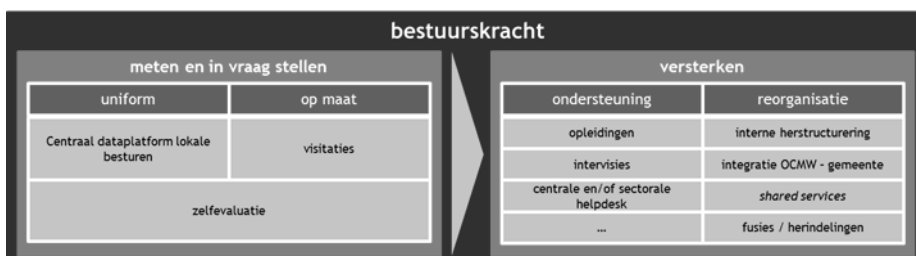 bestuurskracht
meten en in vraag stellen
uniform
op maat
Centraal dataplatform lokale
besturen
visitaties
zelfevaluatie
versterken
ondersteuning
reorganisatie
opleidingen
interne herstructurering
intervisies
integratie OCMW - gemeente
centrale en/of sectorale
helpdesk
shared services
...
fusies / herindelingen